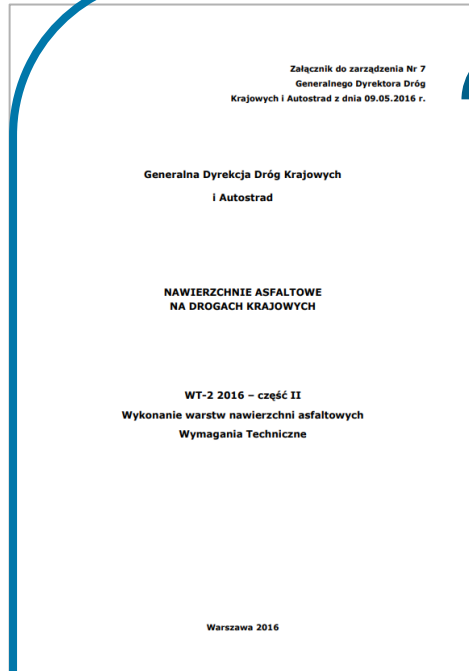 Załącznik do zarządzenia Nr 7
Generalnego Dyrektora Dróg
Krajowych i Autostrad z dnia 09.05.2016 r.
Generalna Dyrekcja Dróg Krajowych
i Autostrad
NAWIERZCHNIE ASFALTOWE
NA DROGACH KRAJOWYCH
WT-2 2016 – część II
Wykonanie warstw nawierzchni asfaltowych
Wymagania Techniczne
Warszawa 2016